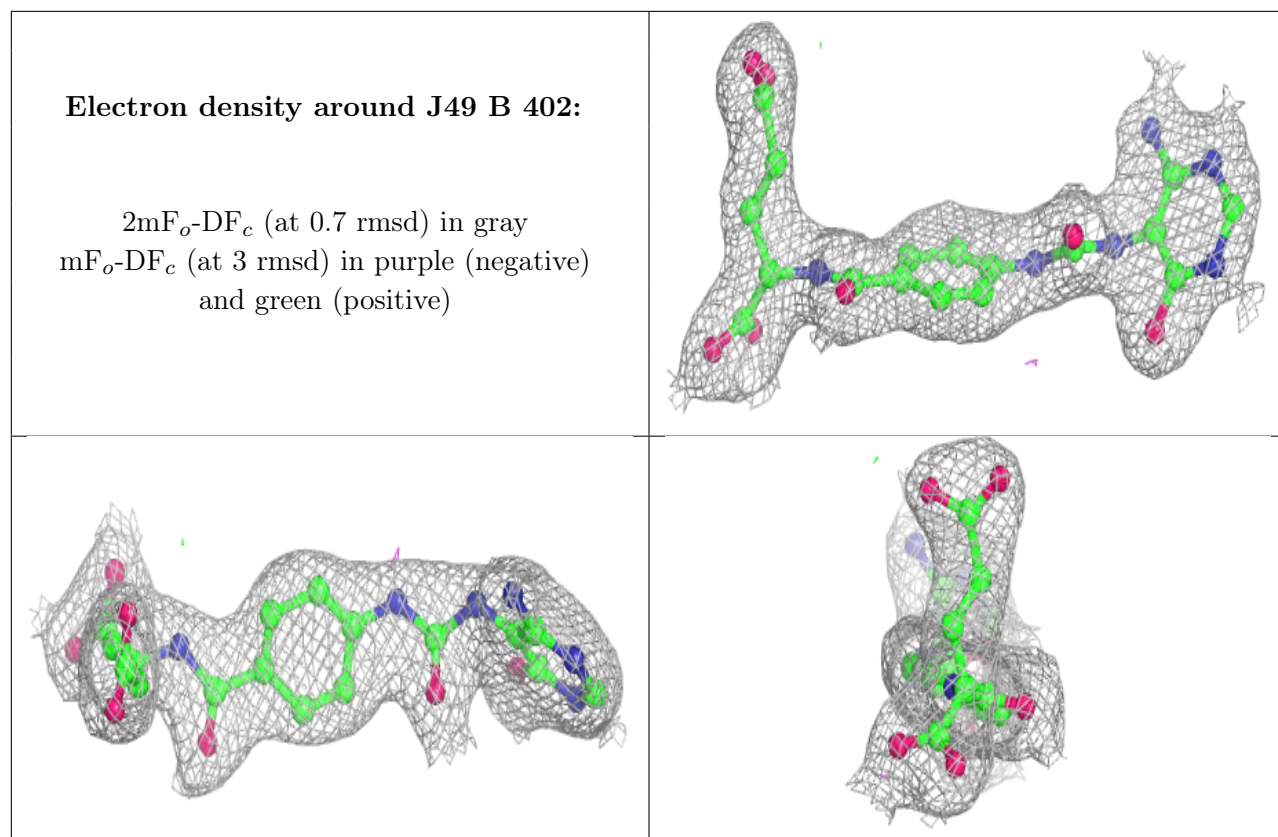 Electron density around J49 B 402:
2mFo-DFc (at 0.7 rmsd) in gray
mFo-DFc (at 3 rmsd) in purple (negative)
and green (positive)